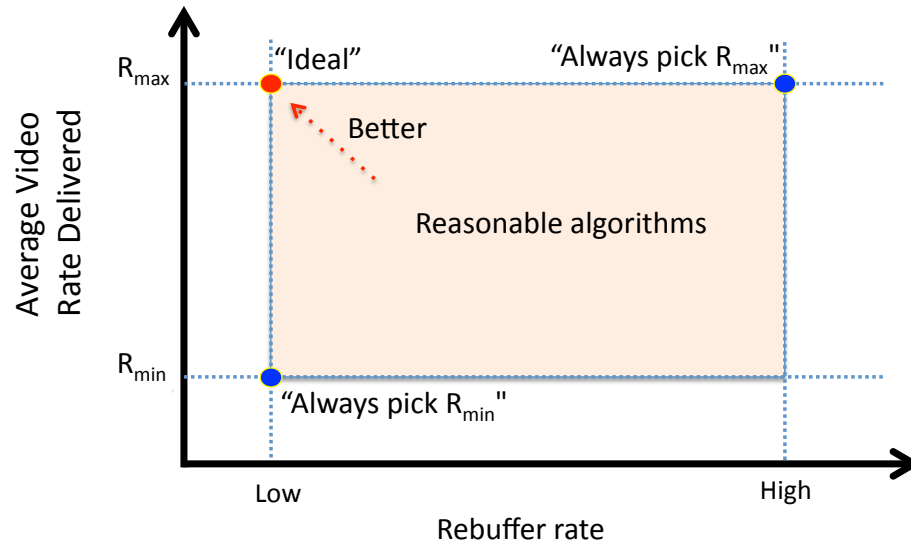 “Ideal”
“Always pick Rmax"
Rmax
Better
Average Video
Rate Delivered
Reasonable algorithms
Rmin
“Always pick Rmin"
Low
High
Rebuffer rate